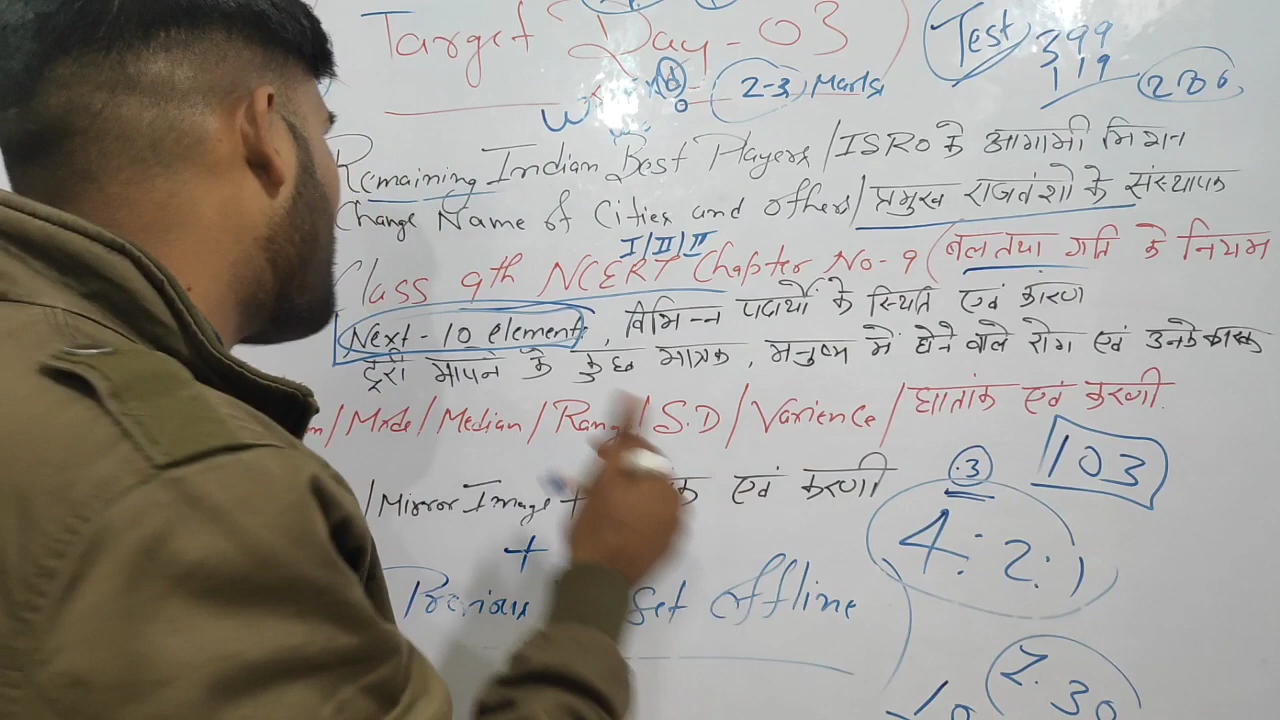 Target Day-03
Test 399
119
286
2-3 Marks
Remaining Indian Best Players/ISRO के आगामी मिशन
Change Name of Cities and others/प्रमुख राजवंशो के संस्थापक
I/II/III
Class 9th NCERT Chapter No-9 (बल तथा गति के नियम
Next-10 elements, विभिन्न पदार्थों के स्थिति एवं कारण
दूरी मापने के कुछ मात्रक, मनुष्य में होने वाले रोग एवं उनके कारक
/Mode/Median/Range/S.D/Varience/घातांक एवं करणी
/Mirror Image + एवं करणी
+
Previous Set offline
103
.3
4:2:1
7.30